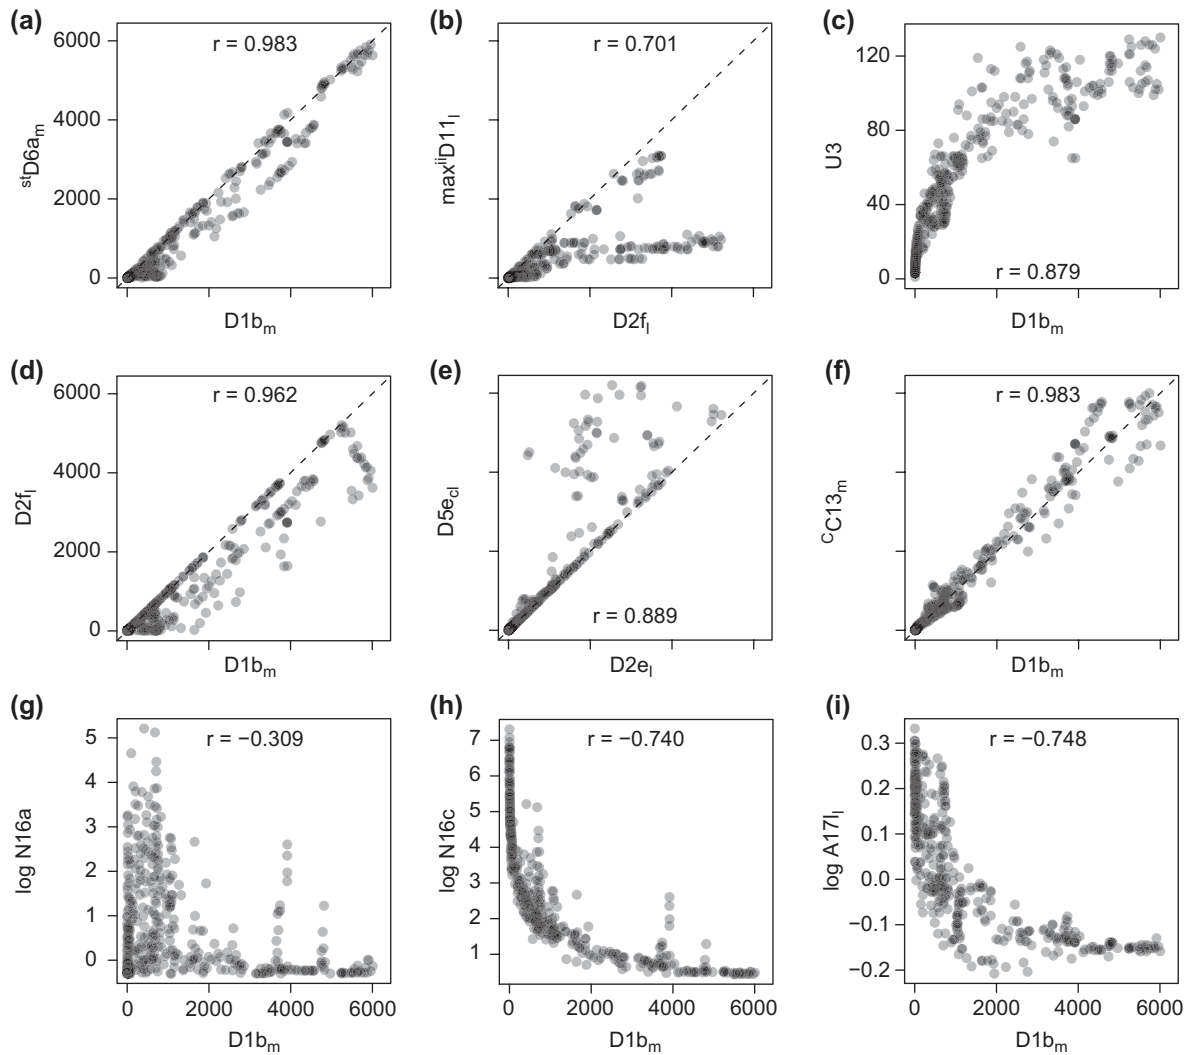 (a) (b) (c)
r = 0.983 r = 0.701
6000 4000 2000 0
120 80 40 0
stD6am
maxiiD11l
U3
r = 0.879
D1bm D2fl D1bm
(d) (e) (f)
r = 0.962 r = 0.983
6000 4000 2000 0
D2fl
D5ecl
CC13m
r = 0.889
D1bm D2el D1bm
(g) (h) (i)
r = −0.309 r = −0.740 r = −0.748
5 4 3 2 1 0
7 6 5 4 3 2 1
0.3 0.2 0.1 0.0 −0.1 −0.2
log N16a
log N16c
log A17ll
0 2000 4000 6000 0 2000 4000 6000 0 2000 4000 6000
D1bm D1bm D1bm